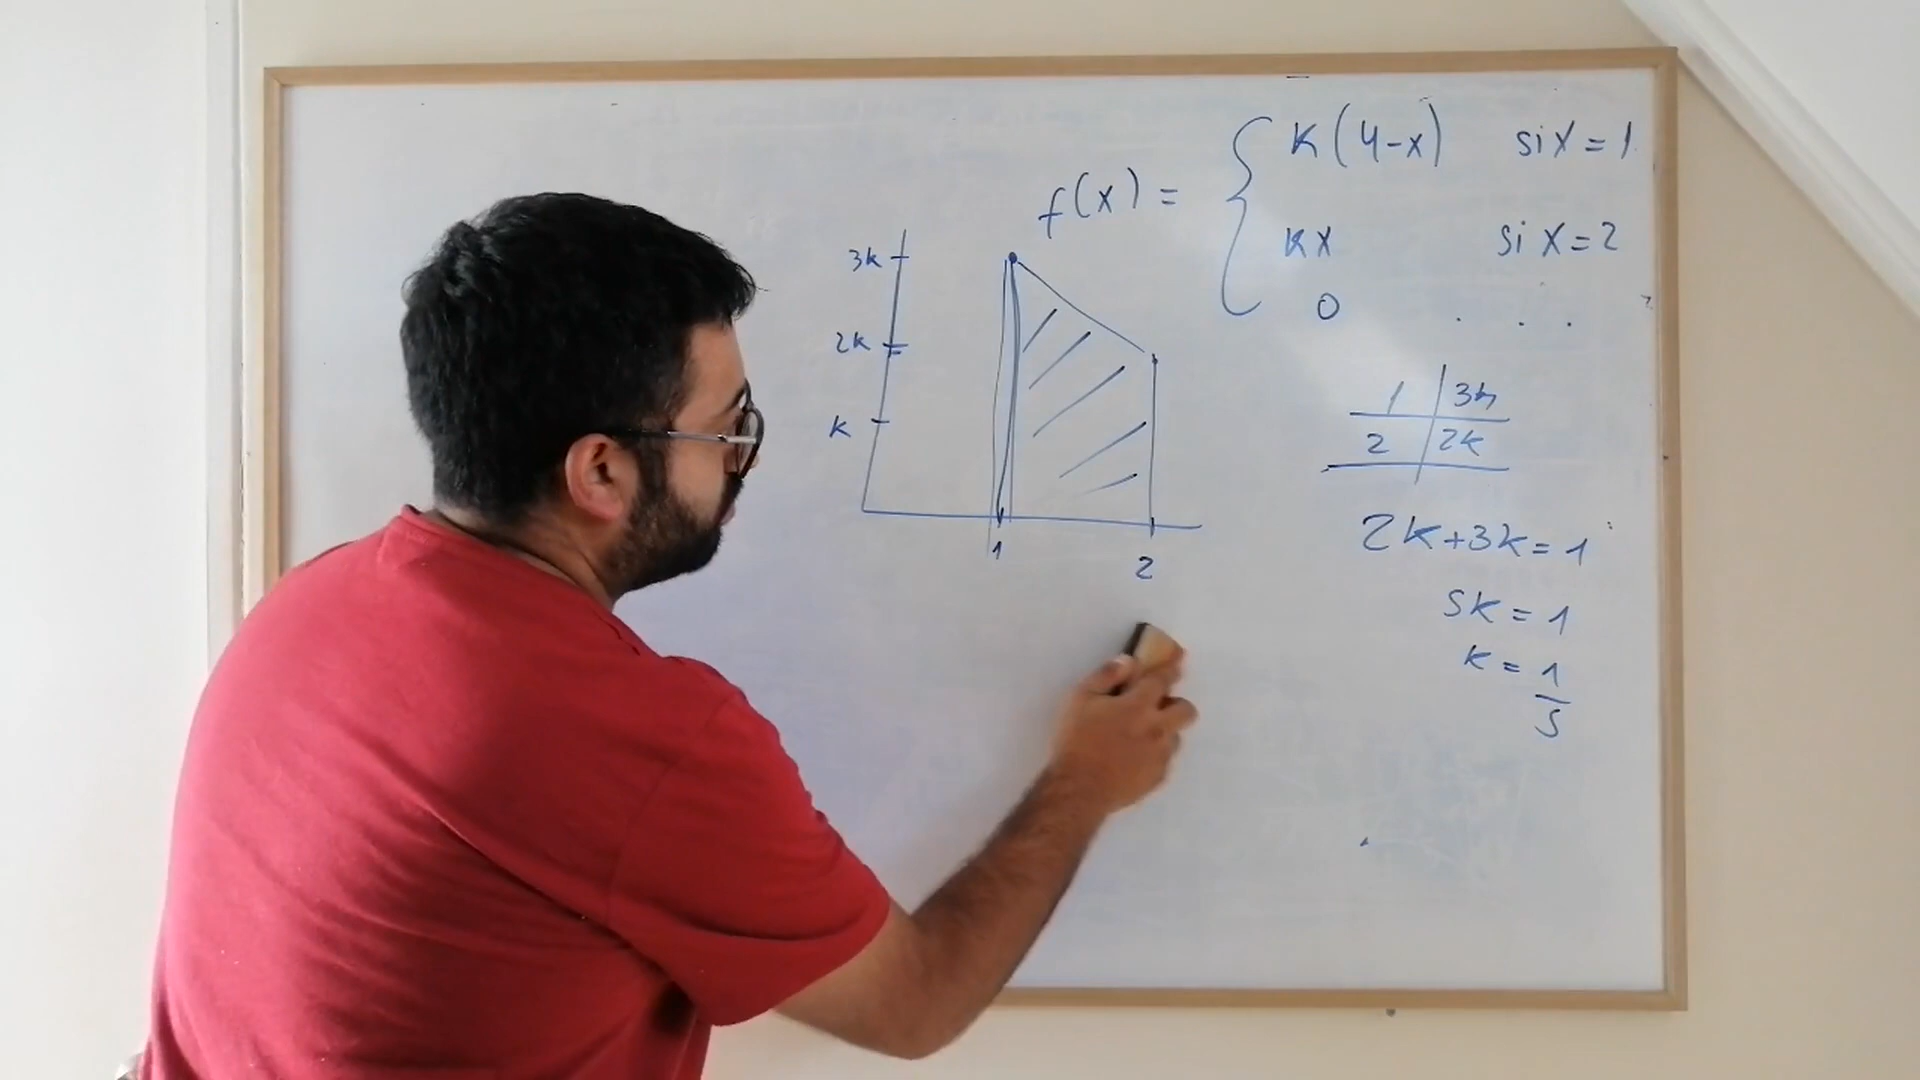 f(x) =
K(4-x) si x = 1
Kx si x = 2
0 . . .
3k
2k
k
1
2
1 | 3k
2 | 2k
2k+3k = 1
5k = 1
k = 1
5